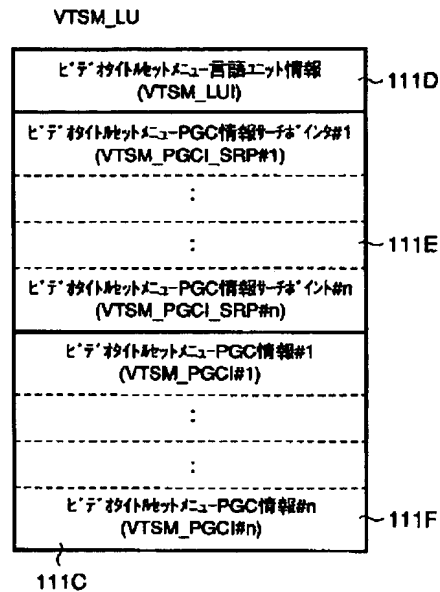 VTSM_LU
ﾋﾞﾃﾞｵﾀｲﾄﾙｾｯﾄﾒﾆｭｰ言語ﾕﾆｯﾄ情報
(VTSM_LUI)
111D
ﾋﾞﾃﾞｵﾀｲﾄﾙｾｯﾄﾒﾆｭｰPGC情報ｻｰﾁﾎﾟｲﾝﾀ#1
(VTSM_PGCI_SRP#1)
:
:
111E
ﾋﾞﾃﾞｵﾀｲﾄﾙｾｯﾄﾒﾆｭｰPGC情報ｻｰﾁﾎﾟｲﾝﾄ#n
(VTSM_PGCI_SRP#n)
ﾋﾞﾃﾞｵﾀｲﾄﾙｾｯﾄﾒﾆｭｰPGC情報#1
(VTSM_PGCI#1)
:
:
ﾋﾞﾃﾞｵﾀｲﾄﾙｾｯﾄﾒﾆｭｰPGC情報#n
(VTSM_PGCI#n)
111F
111C